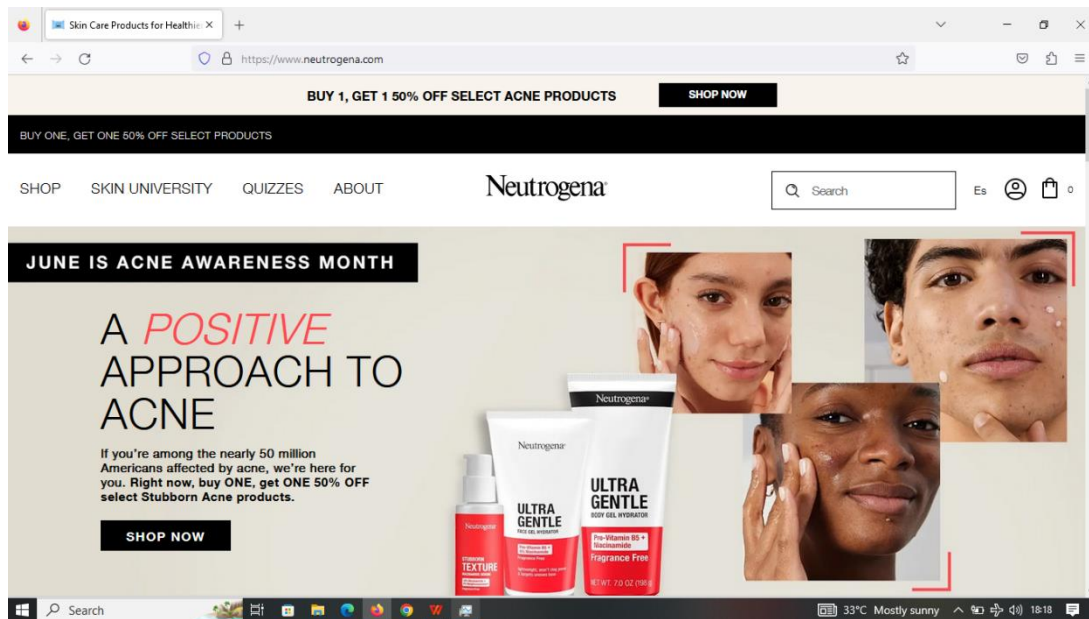 Skin Care Products for Healthie
https://www.neutrogena.com
BUY 1, GET 1 50% OFF SELECT ACNE PRODUCTS
SHOP NOW
BUY ONE, GET ONE 50% OFF SELECT PRODUCTS
SHOP SKIN UNIVERSITY QUIZZES ABOUT
Neutrogena
Search
Es
0
JUNE IS ACNE AWARENESS MONTH
A POSITIVE
APPROACH TO
ACNE
If you're among the nearly 50 million
Americans affected by acne, we're here for
you. Right now, buy ONE, get ONE 50% OFF
select Stubborn Acne products.
SHOP NOW
Neutrogena
STUBBORN
TEXTURE
Neutrogena
ULTRA
GENTLE
FACE GEL HYDRATOR
Fragrance Free
Neutrogena®
ULTRA
GENTLE
BODY GEL HYDRATOR
Pro-Vitamin B5 +
Niacinamide
Fragrance Free
NET WT. 7.0 OZ (198 g
Search
33°C Mostly sunny
18:18